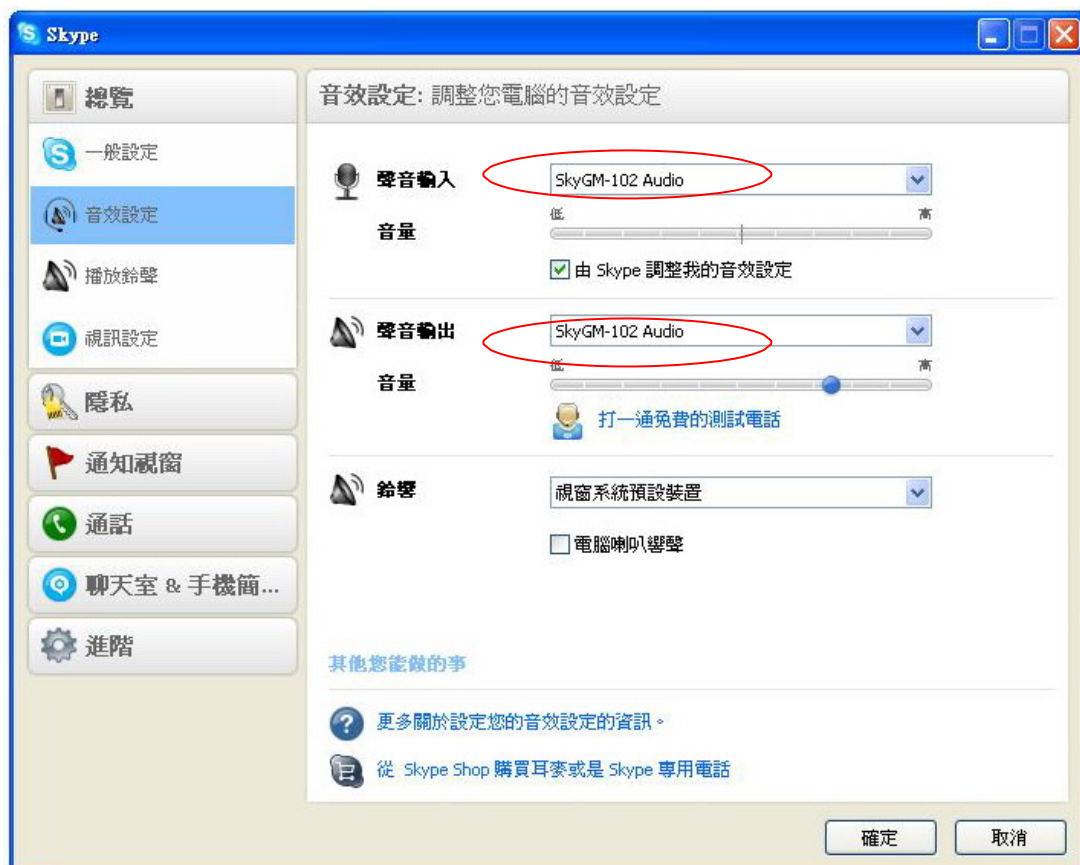 Skype
總覽
一般設定
音效設定
播放鈴聲
視訊設定
隱私
通知視窗
通話
聊天室 & 手機簡...
進階
音效設定: 調整您電腦的音效設定
聲音輸入 SkyGM-102 Audio
低 高
音量
由 Skype 調整我的音效設定
聲音輸出 SkyGM-102 Audio
低 高
音量
打一通免費的測試電話
鈴響 視窗系統預設裝置
電腦喇叭響聲
其他您能做的事
更多關於設定您的音效設定的資訊。
從 Skype Shop 購買耳麥或是 Skype 專用電話
確定 取消